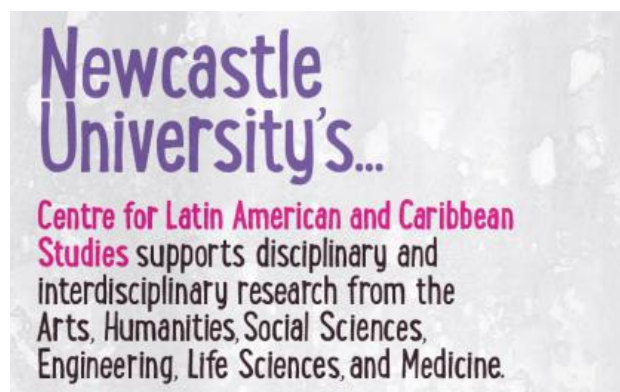 Newcastle
University's...
Centre for Latin American and Caribbean
Studies supports disciplinary and
interdisciplinary research from the
Arts, Humanities, Social Sciences,
Engineering, Life Sciences, and Medicine.